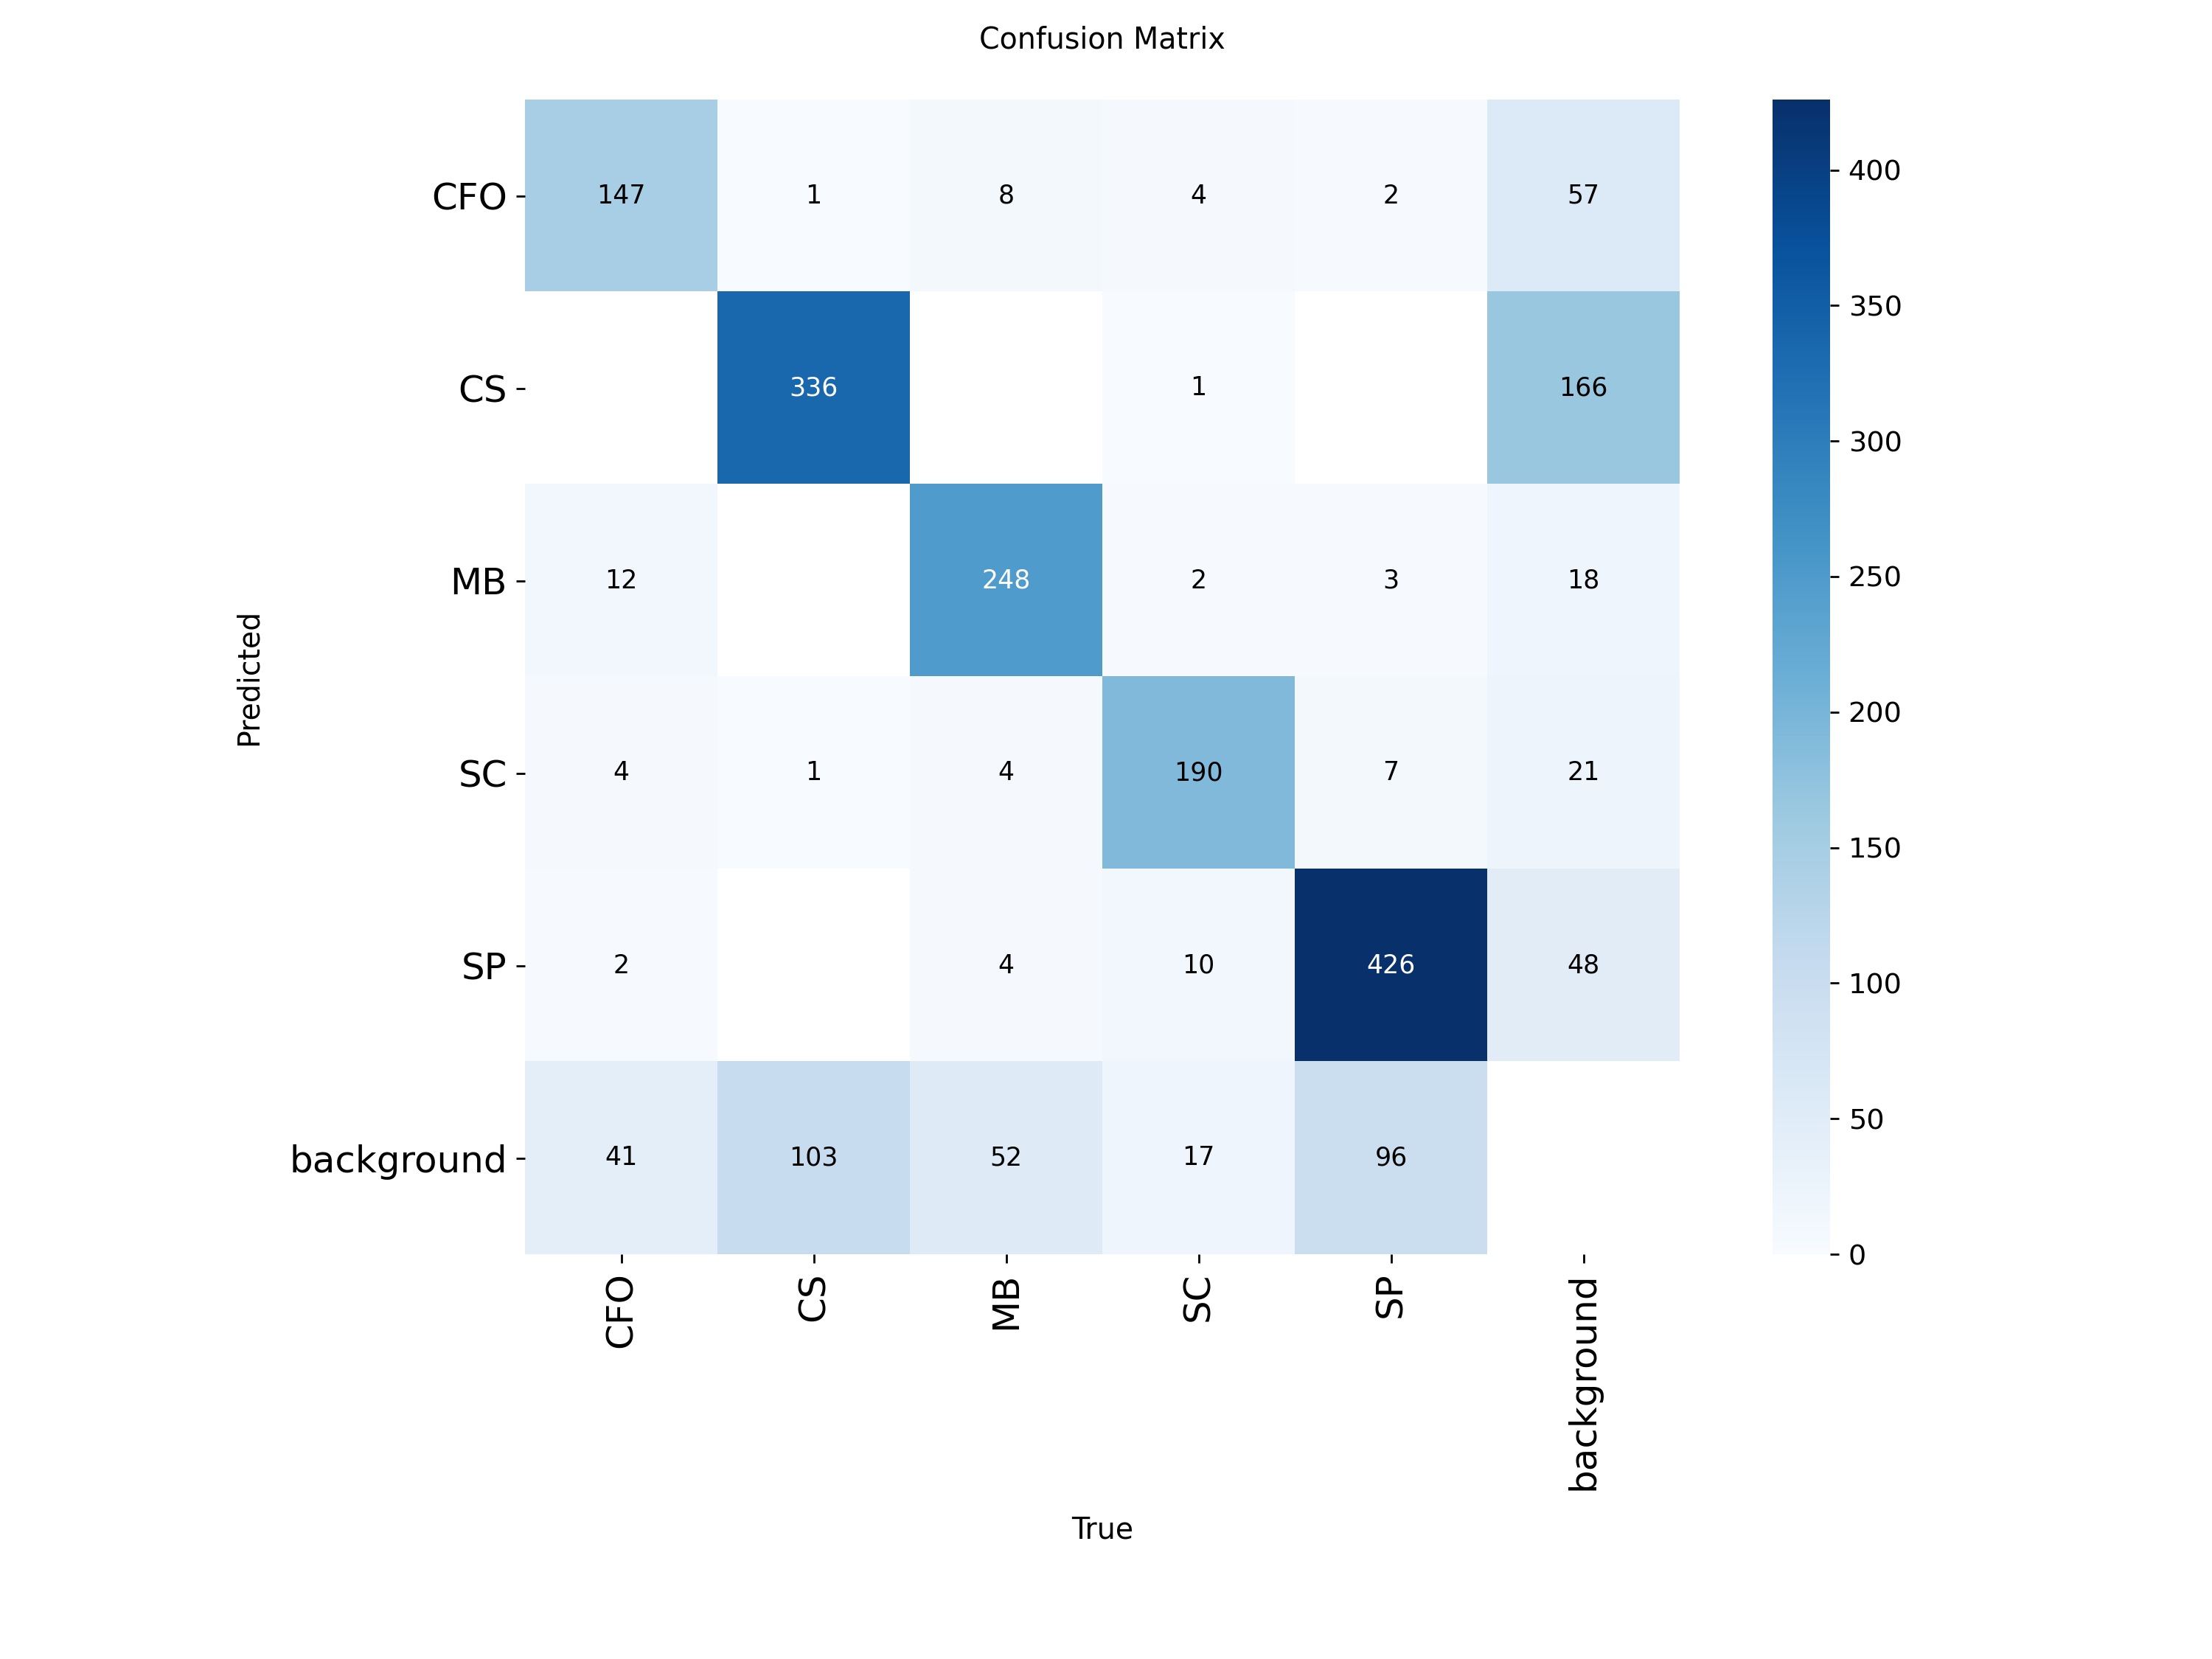 Confusion Matrix
CFO 147 1 8 4 2 57
CS 336 1 166
MB 12 248 2 3 18
SC 4 1 4 190 7 21
SP 2 4 10 426 48
background 41 103 52 17 96
CFO CS MB SC SP background
True
Predicted
400
350
300
250
200
150
100
50
0